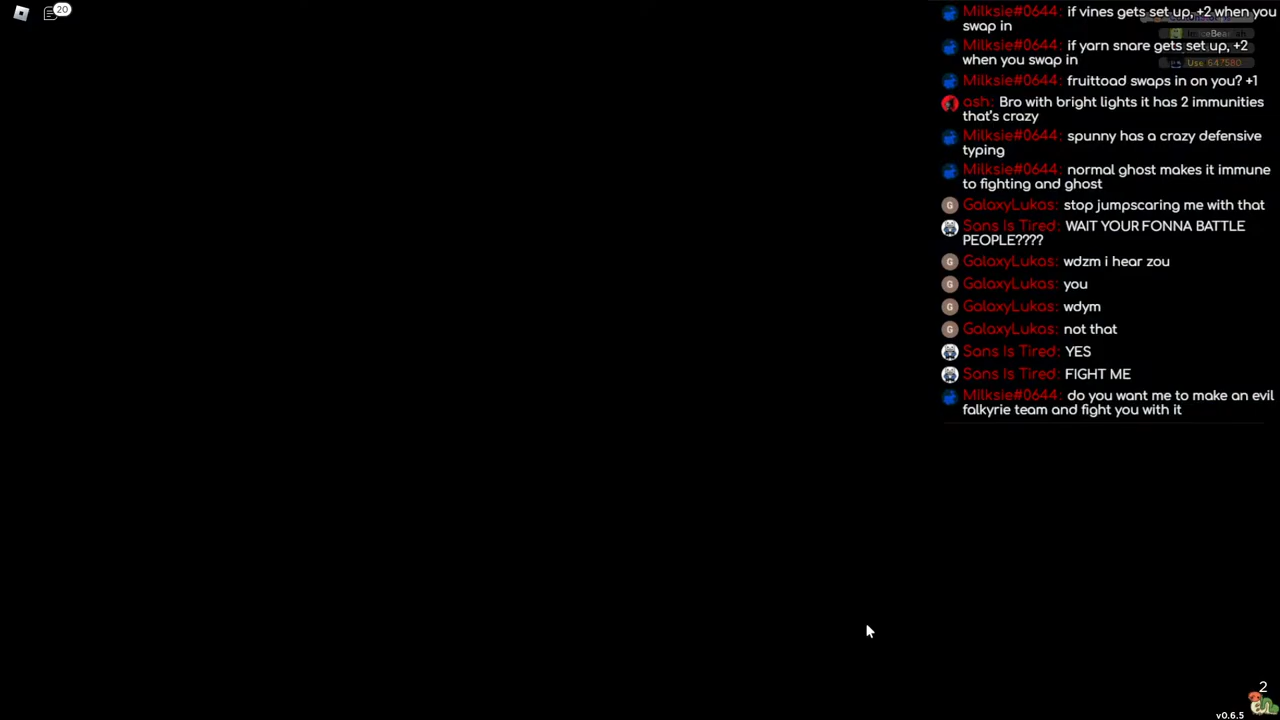 20
Milksie#0644: if vines gets set up, +2 when you
swap in
Milksie#0644: if yarn snare gets set up, +2
when you swap in
Use 647580
Milksie#0644: fruittoad swaps in on you? +1
ash: Bro with bright lights it has 2 immunities
that's crazy
Milksie#0644: spunny has a crazy defensive
typing
Milksie#0644: normal ghost makes it immune
to fighting and ghost
G GalaxyLukas: stop jumpscaring me with that
Sans Is Tired: WAIT YOUR FONNA BATTLE
PEOPLE????
G GalaxyLukas: wdzm i hear zou
G GalaxyLukas: you
G GalaxyLukas: wdym
G GalaxyLukas: not that
Sans Is Tired: YES
Sans Is Tired: FIGHT ME
Milksie#0644: do you want me to make an evil
falkyrie team and fight you with it
2
v0.6.5